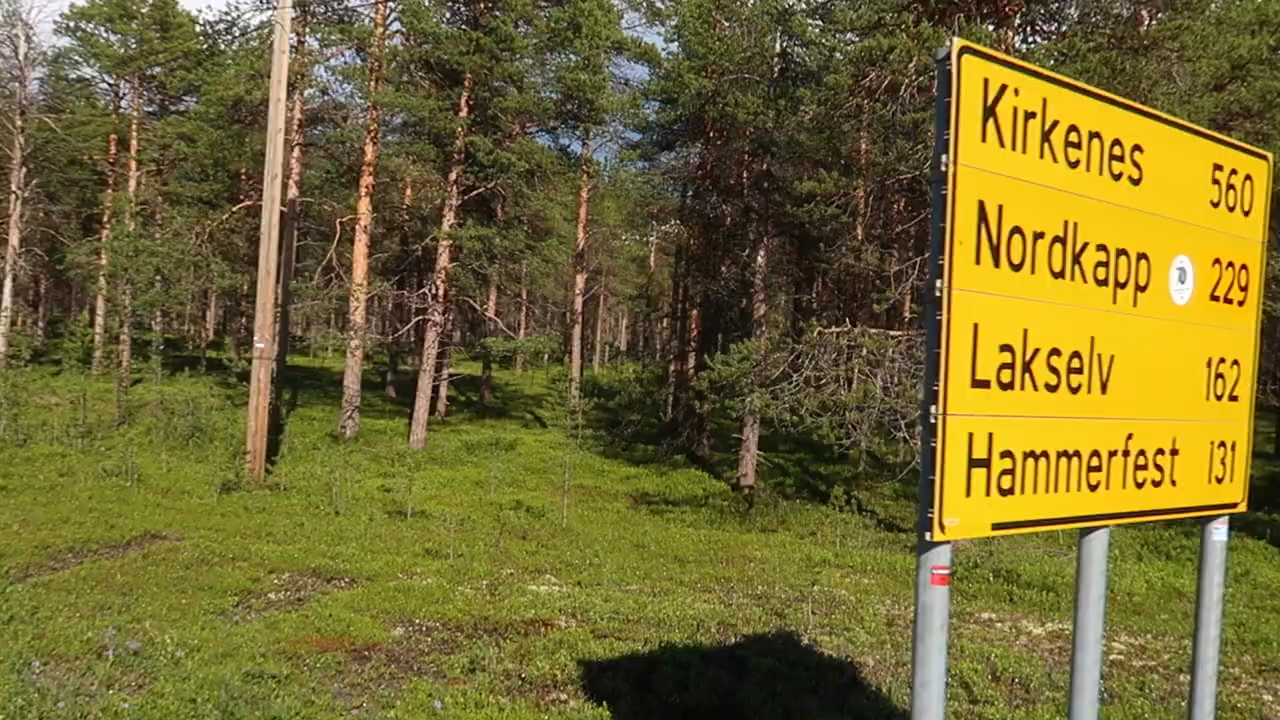 Kirkenes 560
Nordkapp 229
Lakselv 162
Hammerfest 131